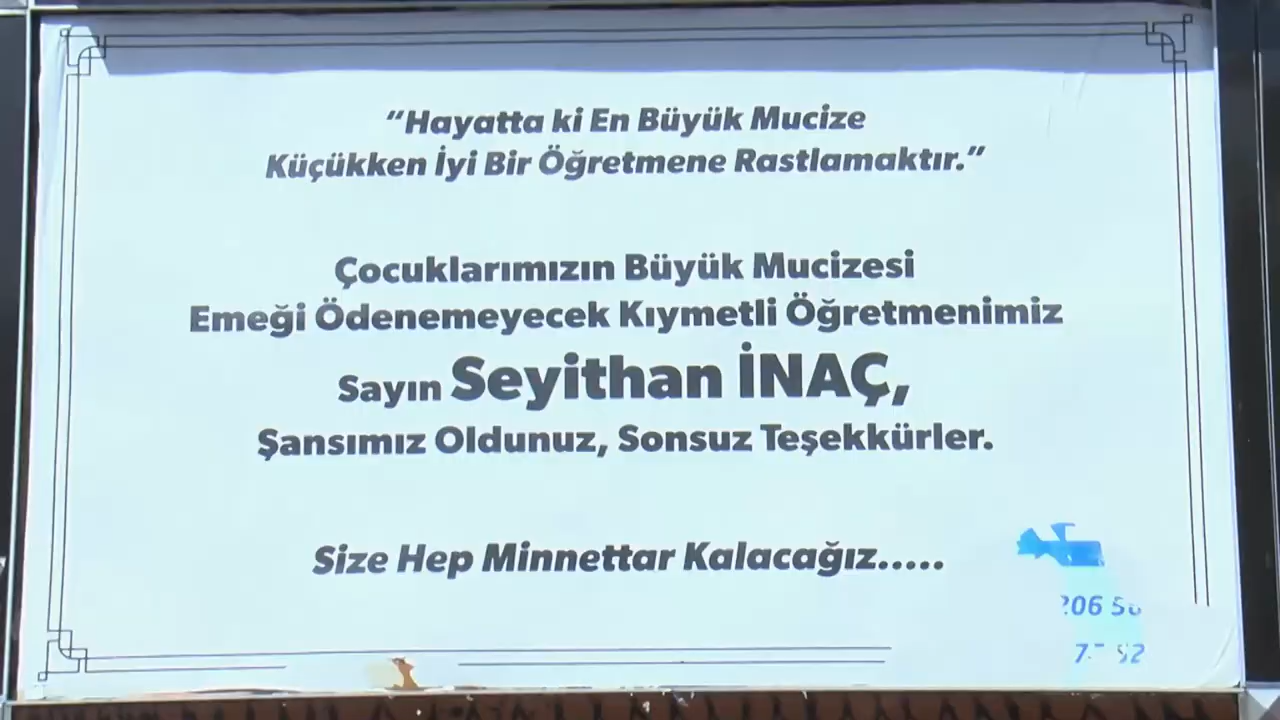 “Hayatta ki En Büyük Mucize
Küçükken İyi Bir Öğretmene Rastlamaktır.”
Çocuklarımızın Büyük Mucizesi
Emeği Ödenemeyecek Kıymetli Öğretmenimiz
Sayın Seyithan İNAÇ,
Şansımız Oldunuz, Sonsuz Teşekkürler.
Size Hep Minnettar Kalacağız.....
206